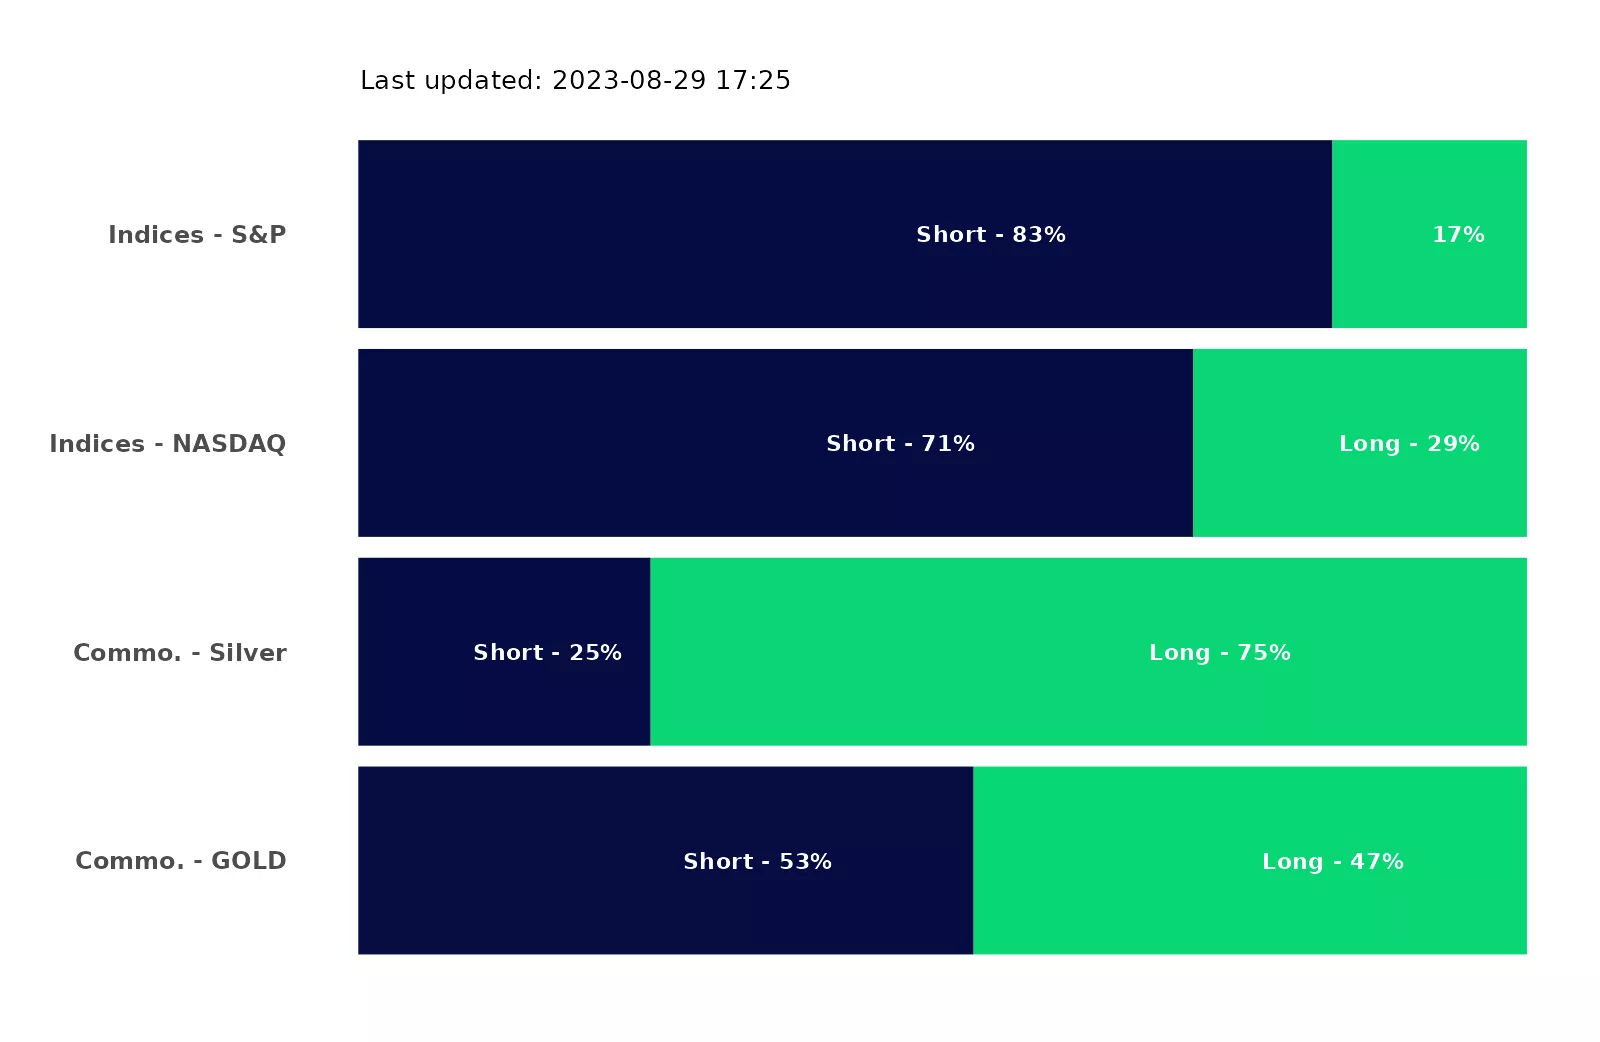 Last updated: 2023-08-29 17:25
Indices - S&P Short - 83% 17%
Indices - NASDAQ Short - 71% Long - 29%
Commo. - Silver Short - 25% Long - 75%
Commo. - GOLD Short - 53% Long - 47%